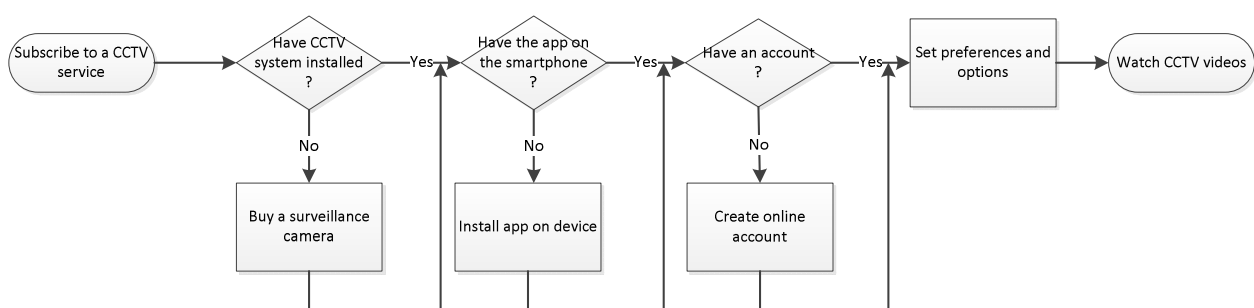 Subscribe to a CCTV
service
Have CCTV
system installed
?
Yes
No
Buy a surveillance
camera
Have the app on
the smartphone
?
Yes
No
Install app on device
Have an account
?
Yes
No
Create online
account
Set preferences and
options
Watch CCTV videos